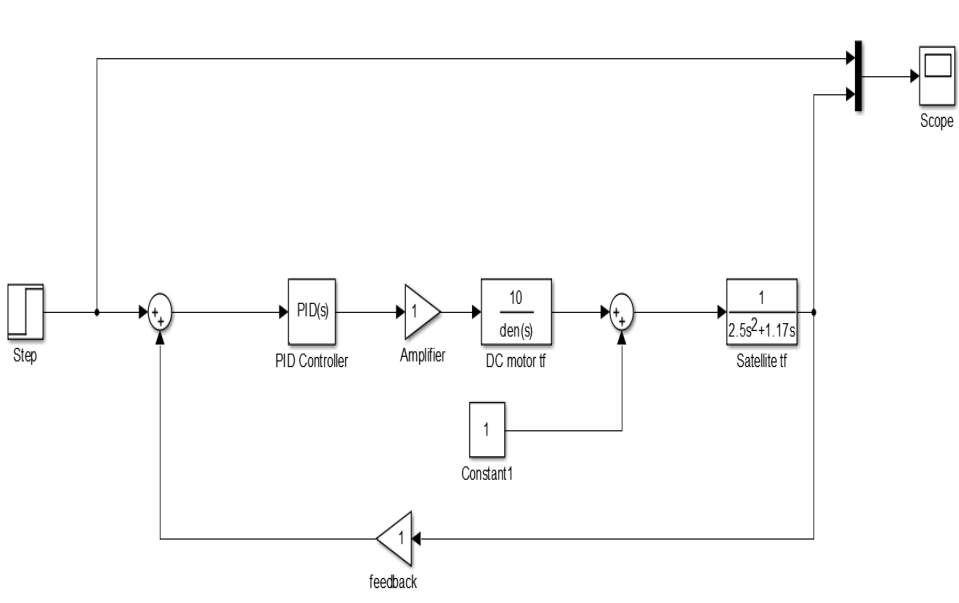 Scope
+
+
PID(s)
1
10
den(s)
+
+
1
2.5s²+1.17s
Step
PID Controller
Amplifier
DC motor tf
Satellite tf
1
Constant1
1
feedback